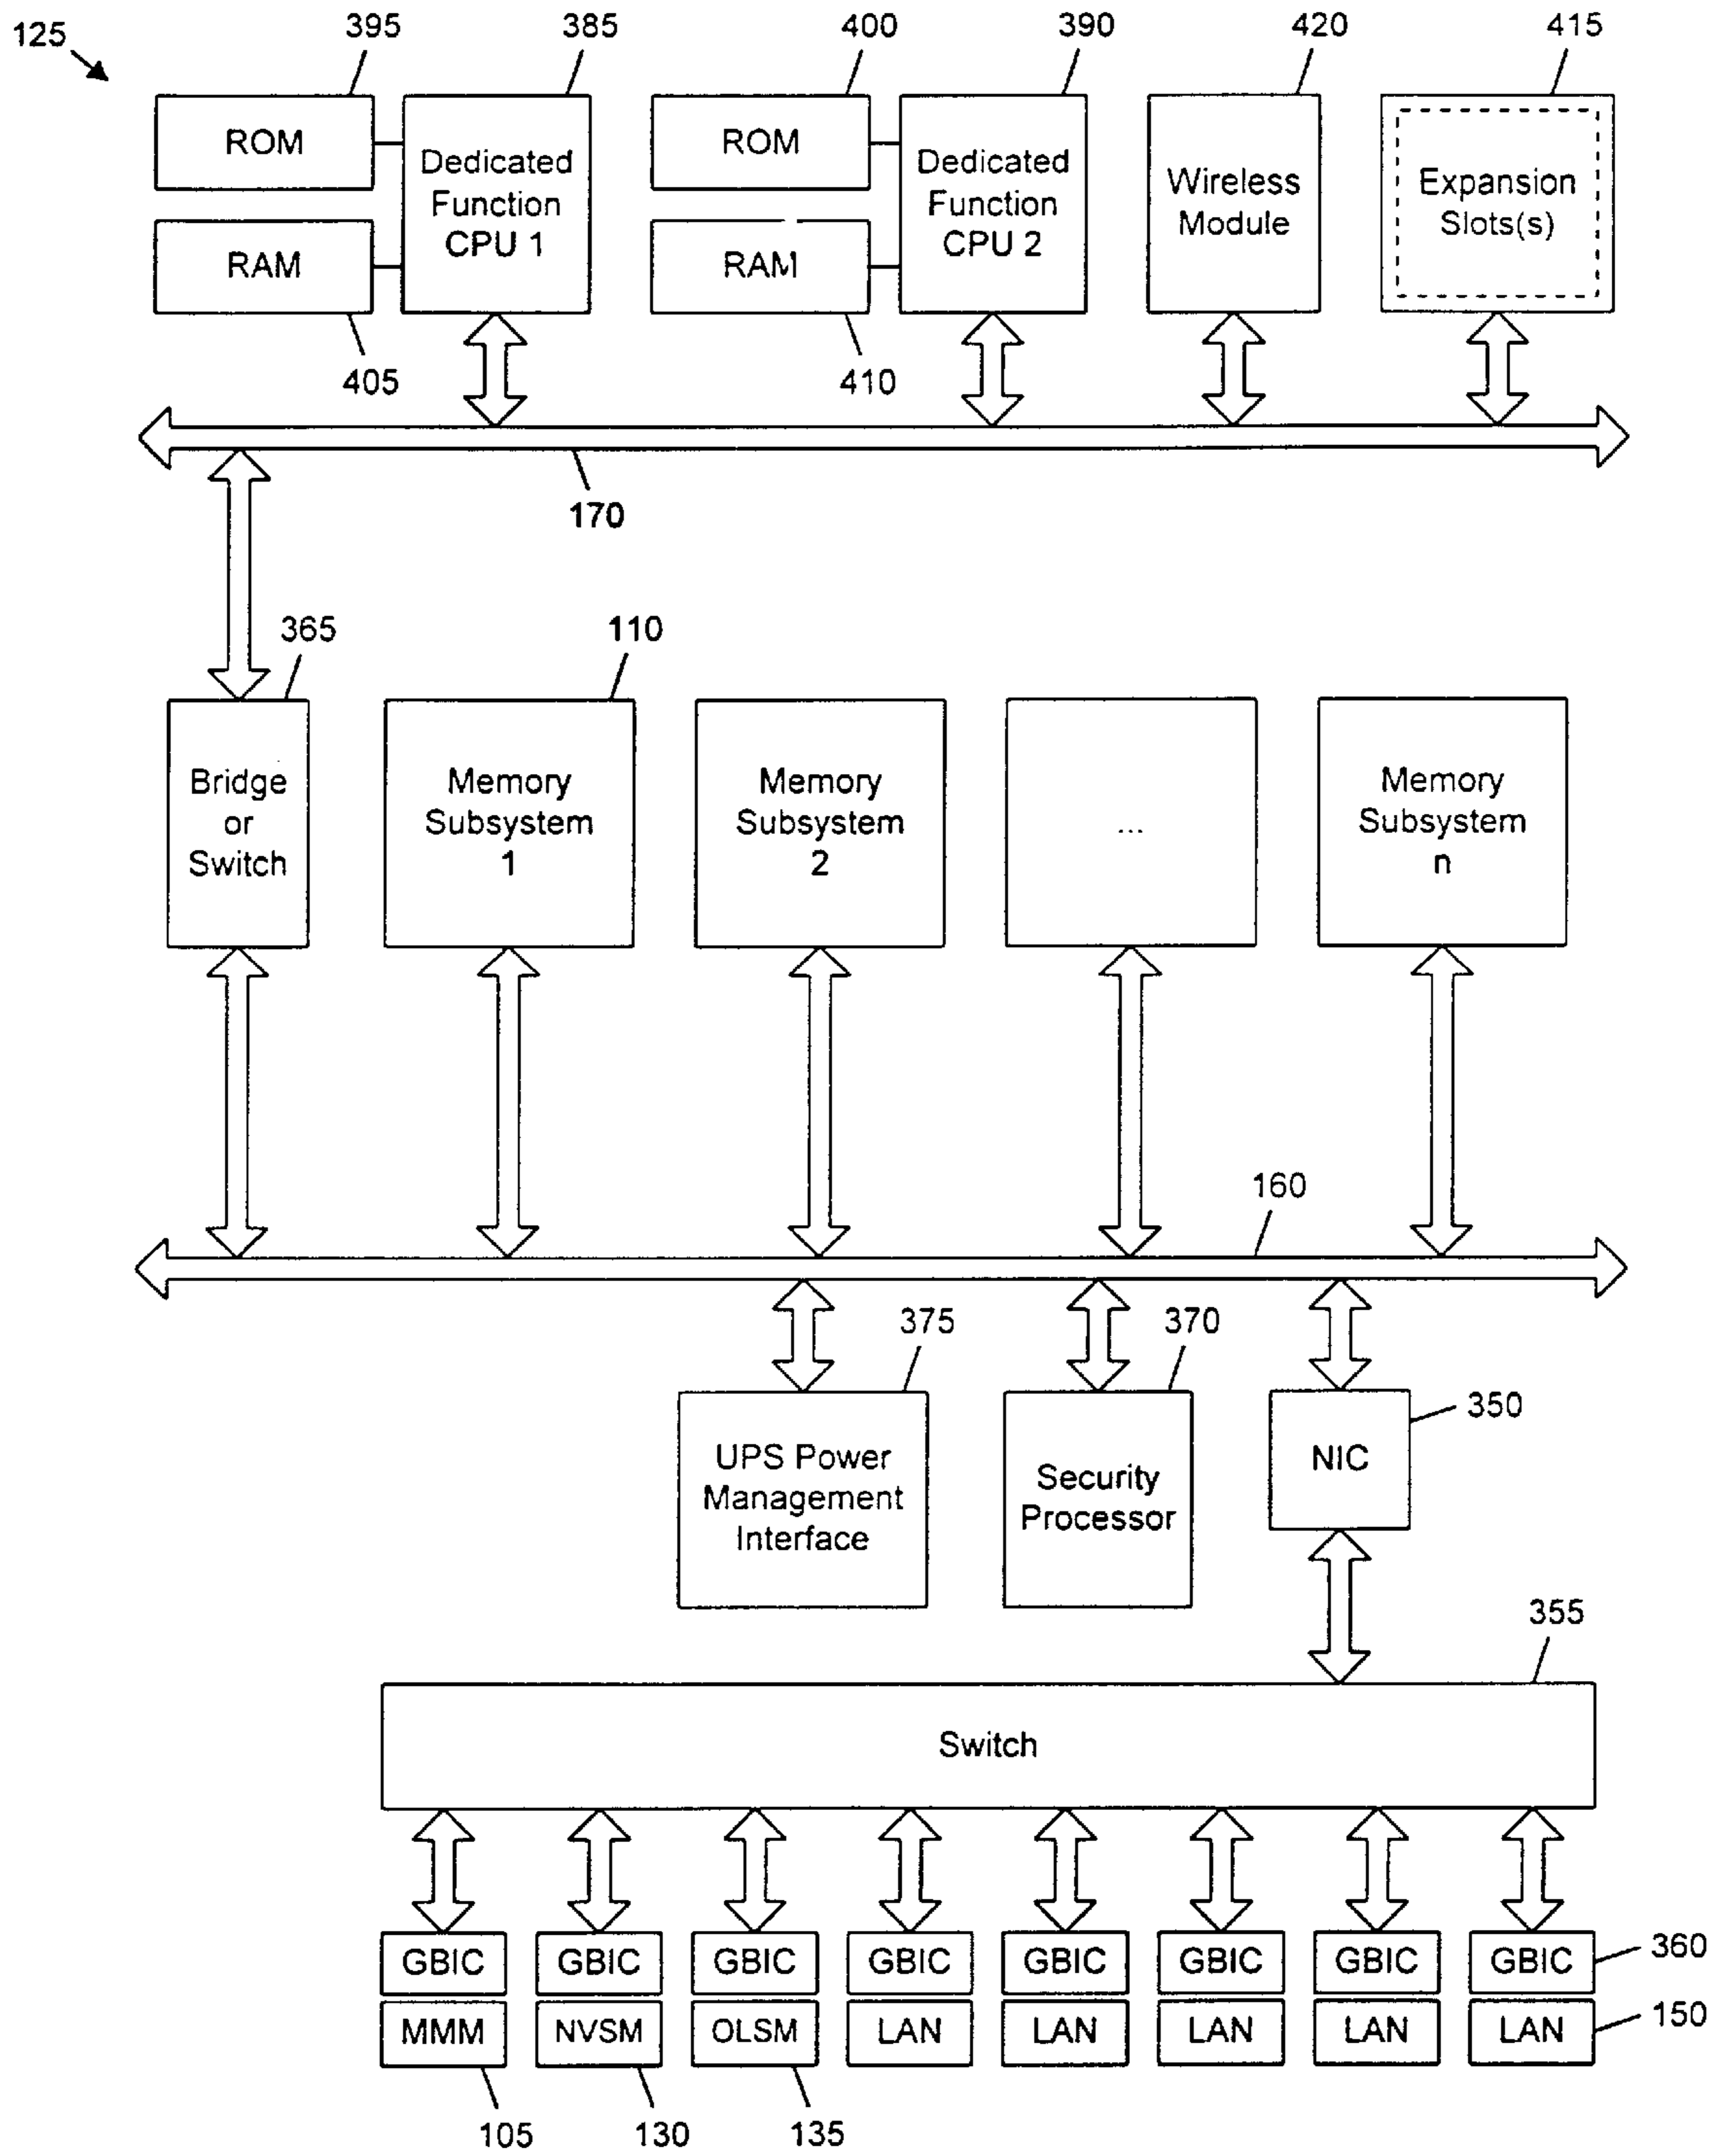 125
395
385
400
390
420
415
ROM
Dedicated
Function
CPU 1
RAM
ROM
Dedicated
Function
CPU 2
RAM
Wireless
Module
Expansion
Slots(s)
405
410
170
365
110
Bridge
or
Switch
Memory
Subsystem
1
Memory
Subsystem
2
...
Memory
Subsystem
n
160
375
370
350
UPS Power
Management
Interface
Security
Processor
NIC
355
Switch
GBIC GBIC GBIC GBIC GBIC GBIC GBIC GBIC 360
MMM NVSM OLSM LAN LAN LAN LAN LAN 150
105 130 135